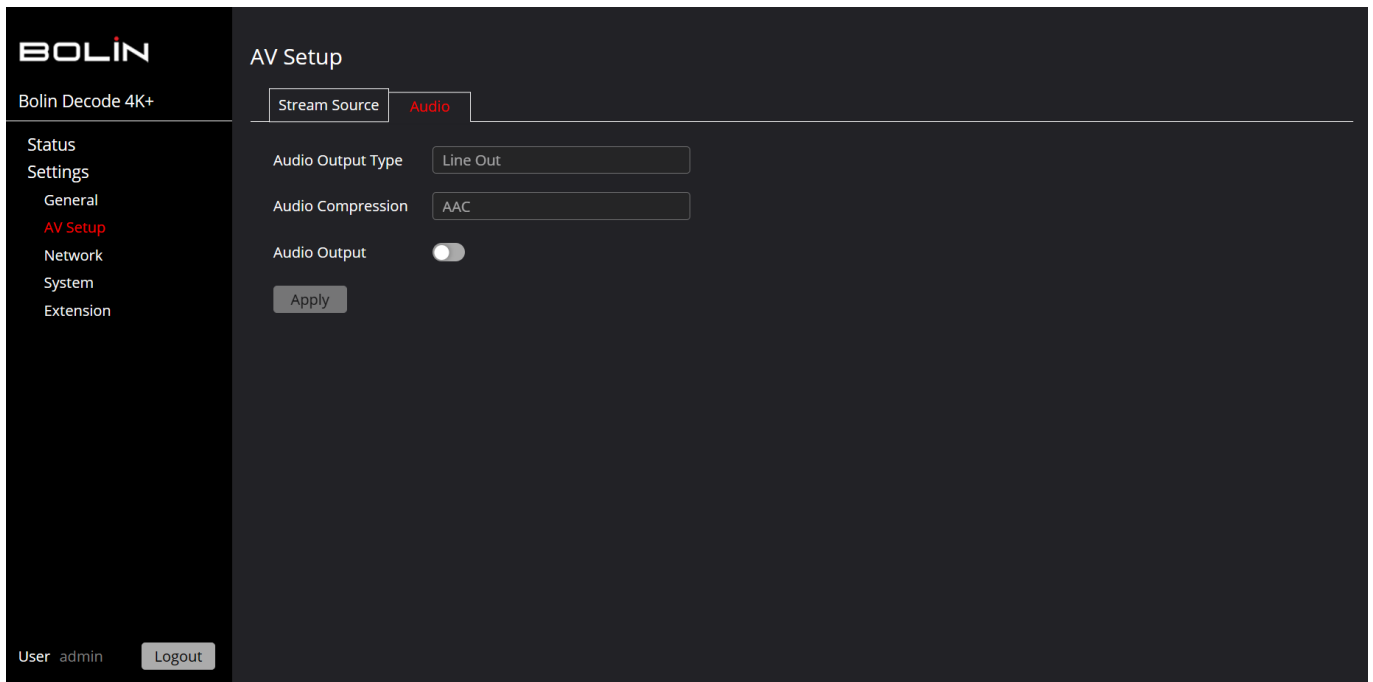 BOLIN
Bolin Decode 4K+
Status
Settings
General
AV Setup
Network
System
Extension
User admin
Logout
AV Setup
Stream Source
Audio
Audio Output Type
Line Out
Audio Compression
AAC
Audio Output
Apply